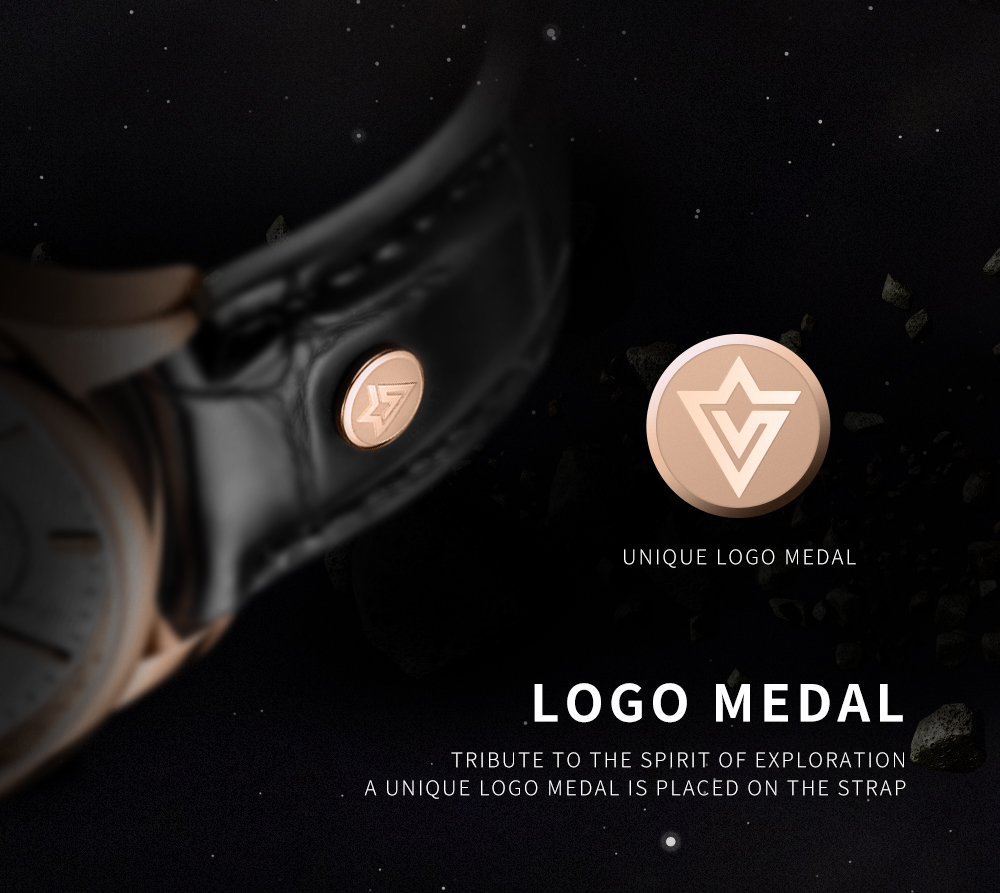 UNIQUE LOGO MEDAL
LOGO MEDAL
TRIBUTE TO THE SPIRIT OF EXPLORATION
A UNIQUE LOGO MEDAL IS PLACED ON THE STRAP